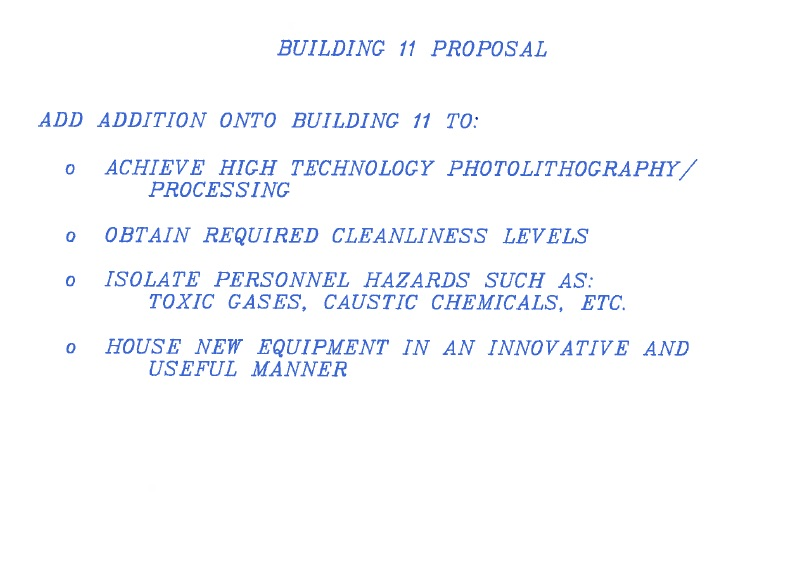 BUILDING 11 PROPOSAL
ADD ADDITION ONTO BUILDING 11 TO:
o ACHIEVE HIGH TECHNOLOGY PHOTOLITHOGRAPHY/
PROCESSING
o OBTAIN REQUIRED CLEANLINESS LEVELS
o ISOLATE PERSONNEL HAZARDS SUCH AS:
TOXIC GASES, CAUSTIC CHEMICALS, ETC.
o HOUSE NEW EQUIPMENT IN AN INNOVATIVE AND
USEFUL MANNER